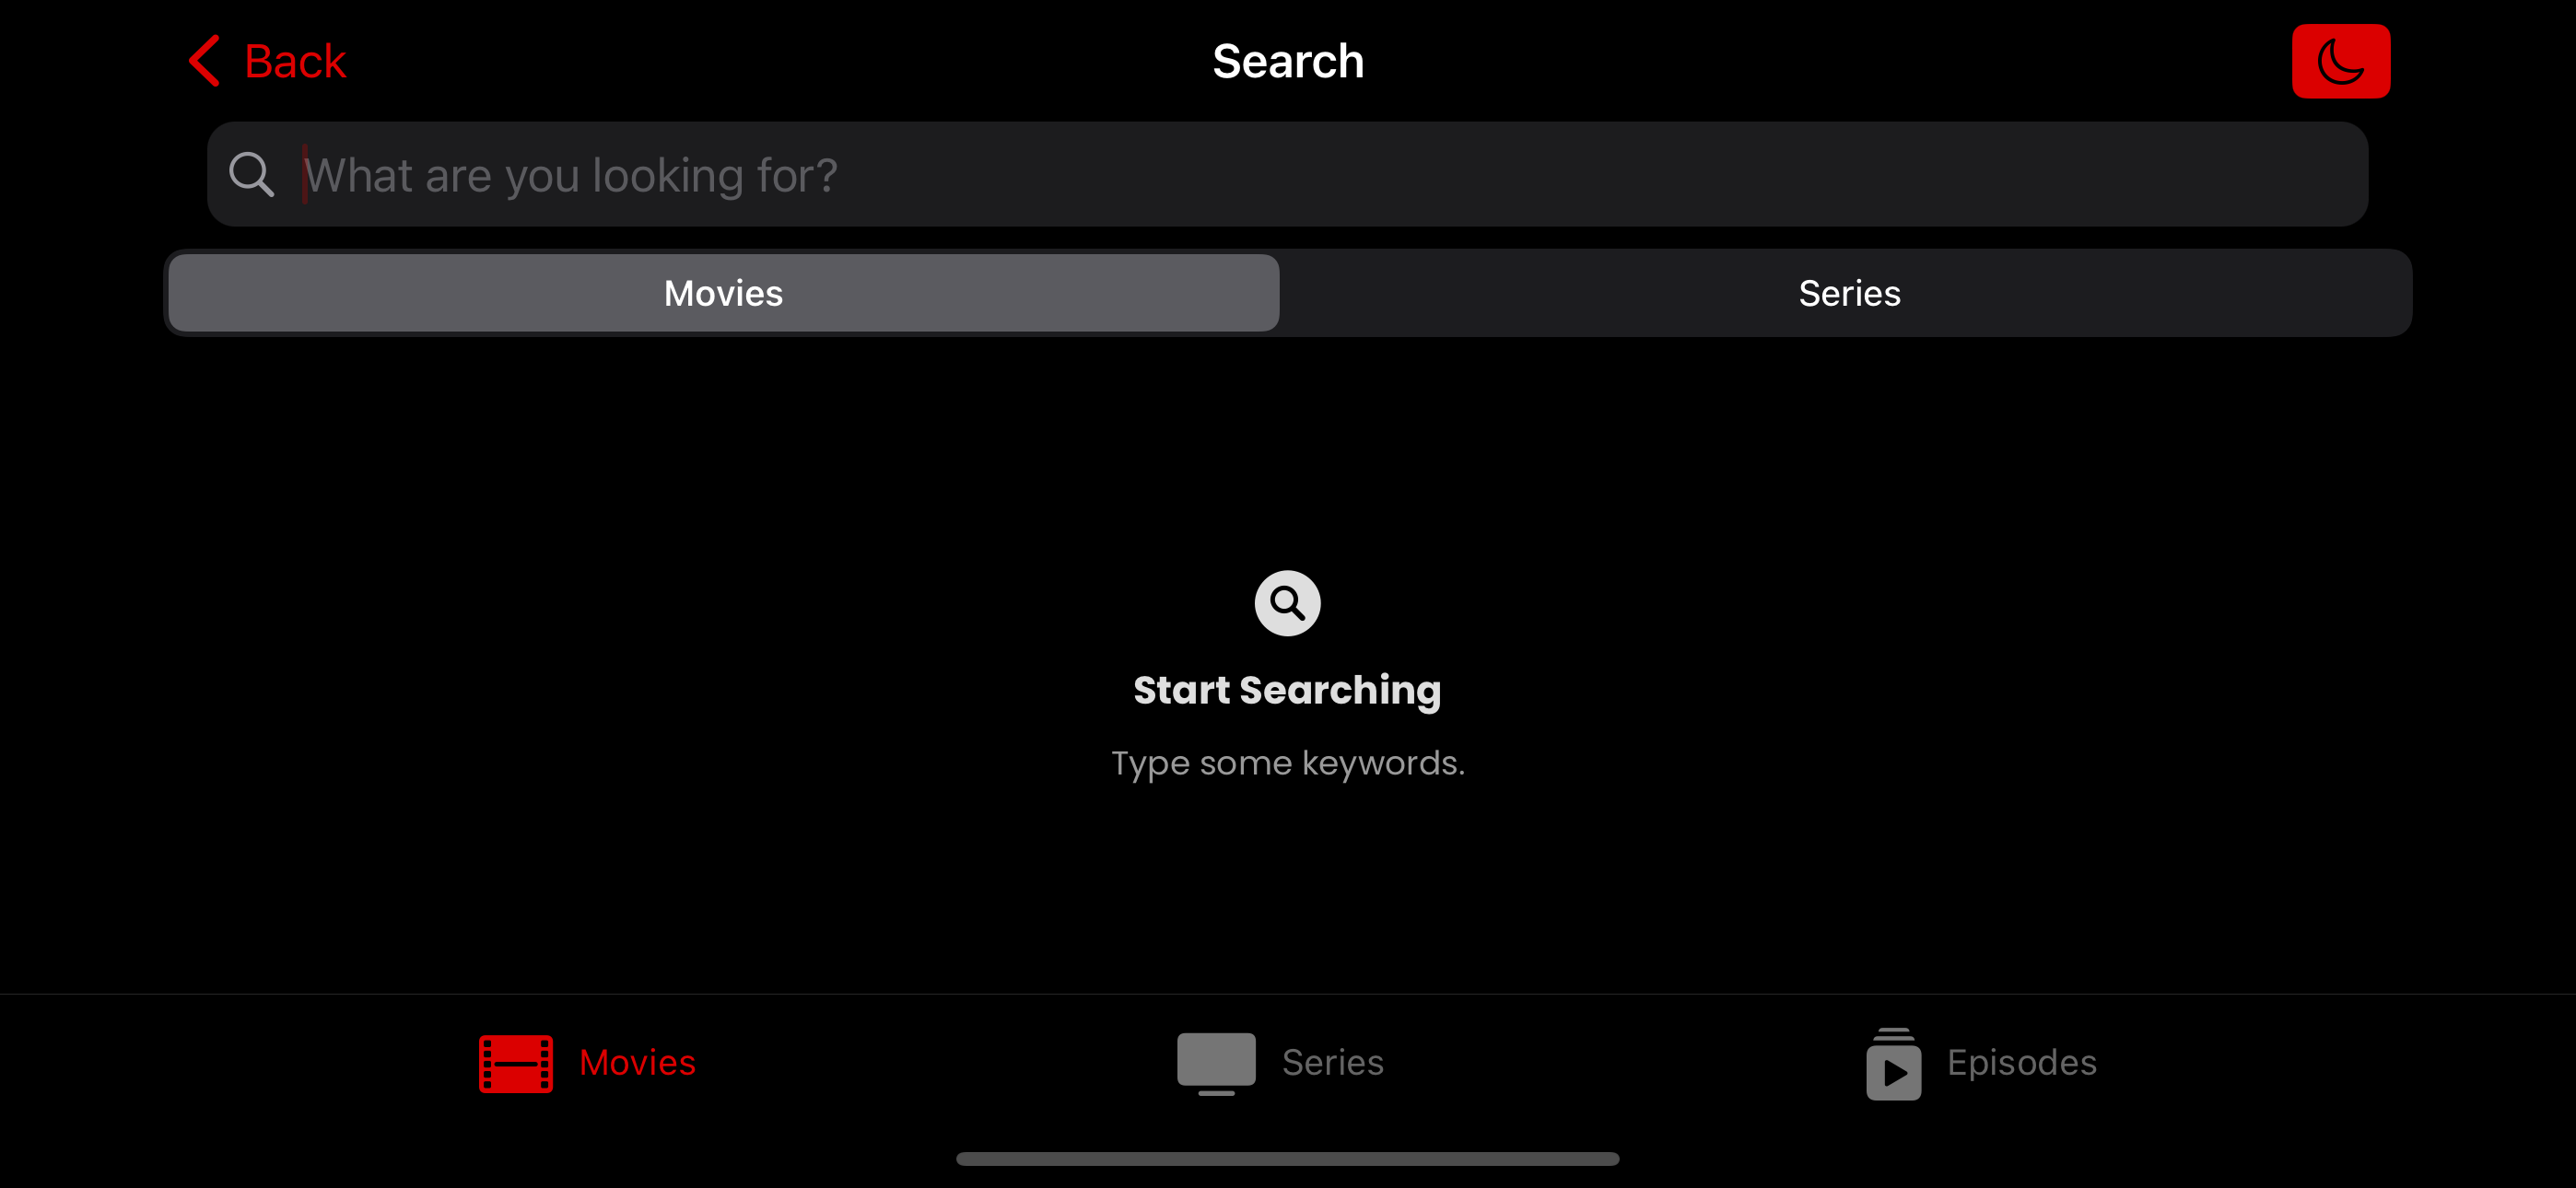 Back
Search
What are you looking for?
Movies
Series
Start Searching
Type some keywords.
Movies
Series
Episodes